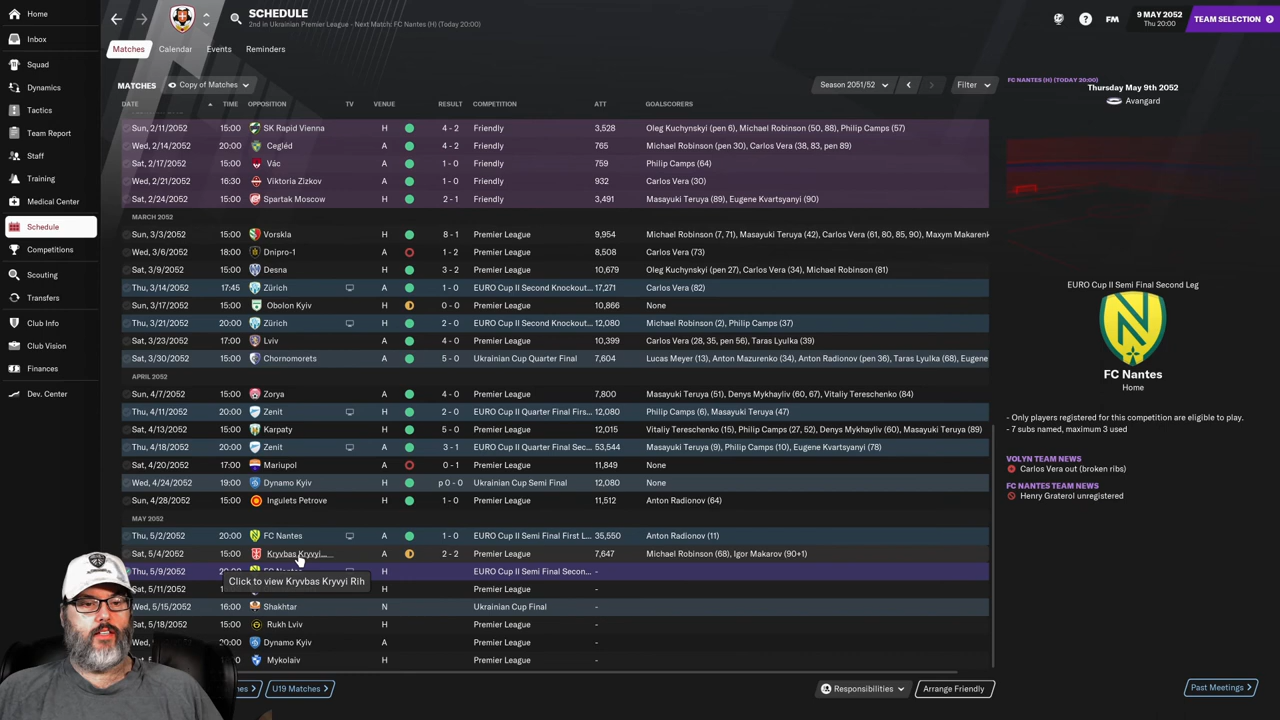 Home
SCHEDULE
2nd in Ukrainian Premier League - Next Match: FC Nantes (H) (Today 20:00)
FM
9 MAY 2052
Thu 20:00
TEAM SELECTION
Inbox
Matches Calendar Events Reminders
Squad
Dynamics
Tactics
Team Report
Staff
Training
Medical Center
Schedule
Competitions
Scouting
Transfers
Club Info
Club Vision
Finances
Dev. Center
MATCHES Copy of Matches Season 2051/52 Filter
DATE TIME OPPOSITION TV VENUE RESULT COMPETITION ATT GOALSCORERS
Sun, 2/11/2052 15:00 SK Rapid Vienna H 4 - 2 Friendly 3,528 Oleg Kuchynskyi (pen 6), Michael Robinson (50, 88), Philip Camps (57)
Wed, 2/14/2052 20:00 Cegléd A 4 - 2 Friendly 765 Michael Robinson (pen 30), Carlos Vera (38, 83, pen 89)
Sat, 2/17/2052 15:00 Vác A 1 - 0 Friendly 759 Philip Camps (64)
Wed, 2/21/2052 16:30 Viktoria Zizkov A 1 - 0 Friendly 932 Carlos Vera (30)
Sat, 2/24/2052 15:00 Spartak Moscow H 2 - 1 Friendly 3,491 Masayuki Teruya (89), Eugene Kvartsyanyi (90)
MARCH 2052
Sun, 3/3/2052 15:00 Vorskla H 8 - 1 Premier League 9,954 Michael Robinson (7, 71), Masayuki Teruya (42), Carlos Vera (61, 80, 85, 90), Maxym Makarenk
Wed, 3/6/2052 18:00 Dnipro-1 A 1 - 2 Premier League 8,508 Carlos Vera (73)
Sat, 3/9/2052 15:00 Desna H 3 - 2 Premier League 10,679 Oleg Kuchynskyi (pen 27), Carlos Vera (34), Michael Robinson (81)
Thu, 3/14/2052 17:45 Zürich A 1 - 0 EURO Cup II Second Knockout... 17,271 Carlos Vera (82)
Sun, 3/17/2052 15:00 Obolon Kyiv H 0 - 0 Premier League 10,866 None
Thu, 3/21/2052 20:00 Zürich H 2 - 0 EURO Cup II Second Knockout... 12,080 Michael Robinson (2), Philip Camps (37)
Sat, 3/23/2052 17:00 Lviv A 4 - 0 Premier League 10,399 Carlos Vera (28, 35, pen 56), Taras Lyulka (39)
Sat, 3/30/2052 15:00 Chornomorets A 5 - 0 Ukrainian Cup Quarter Final 7,604 Lucas Meyer (13), Anton Mazurenko (34), Anton Radionov (pen 36), Taras Lyulka (68), Eugene
APRIL 2052
Sun, 4/7/2052 15:00 Zorya A 4 - 0 Premier League 7,800 Masayuki Teruya (51), Denys Mykhayliv (60, 67), Vitaliy Tereschenko (84)
Thu, 4/11/2052 20:00 Zenit H 2 - 0 EURO Cup II Quarter Final Firs... 12,080 Philip Camps (6), Masayuki Teruya (47)
Sat, 4/13/2052 15:00 Karpaty H 5 - 0 Premier League 12,015 Vitaliy Tereschenko (15), Philip Camps (27, 52), Denys Mykhayliv (60), Masayuki Teruya (89)
Thu, 4/18/2052 20:00 Zenit A 3 - 1 EURO Cup II Quarter Final Sec... 53,544 Masayuki Teruya (9), Philip Camps (10), Eugene Kvartsyanyi (78)
Sat, 4/20/2052 17:00 Mariupol A 0 - 1 Premier League 11,849 None
Wed, 4/24/2052 19:00 Dynamo Kyiv H p 0 - 0 Ukrainian Cup Semi Final 12,080 None
Sun, 4/28/2052 15:00 Ingulets Petrove H 1 - 0 Premier League 11,512 Anton Radionov (64)
MAY 2052
Thu, 5/2/2052 20:00 FC Nantes A 1 - 0 EURO Cup II Semi Final First L... 35,550 Anton Radionov (11)
Sat, 5/4/2052 15:00 Kryvbas Kryvyi... A 2 - 2 Premier League 7,647 Michael Robinson (68), Igor Makarov (90+1)
Thu, 5/9/2052 H EURO Cup II Semi Final Secon... -
Click to view Kryvbas Kryvyi Rih
Sat, 5/11/2052 H Premier League -
Wed, 5/15/2052 16:00 Shakhtar N Ukrainian Cup Final -
Sat, 5/18/2052 15:00 Rukh Lviv H Premier League -
Wed, 20:00 Dynamo Kyiv A Premier League -
Mykolaiv H Premier League -
U19 Matches Responsibilities Arrange Friendly Past Meetings
FC NANTES (H) (TODAY 20:00)
Thursday May 9th 2052
Avangard
EURO Cup II Semi Final Second Leg
FC NANTES
Home
- Only players registered for this competition are eligible to play.
- 7 subs named, maximum 3 used
VOLYN TEAM NEWS
Carlos Vera out (broken ribs)
FC NANTES TEAM NEWS
Henry Graterol unregistered